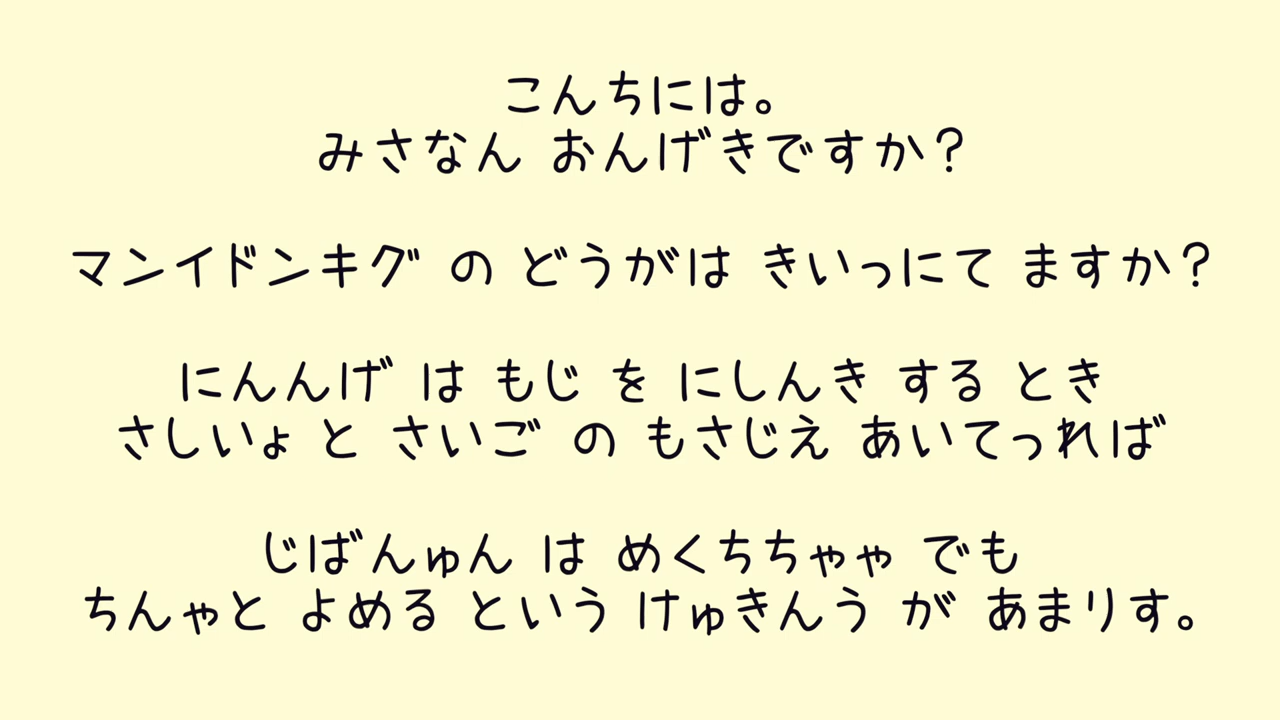 こんちには。
みさなん おんげきですか？
マンイドンキグ の どうがは きいっにて ますか？
にんんげ は もじ を にしんき する とき
さしいょ と さいご の もさじえ あいてっれば
じばんゅん は めくちちゃゃ でも
ちんゃと よめる という けゅきんう が あまりす。